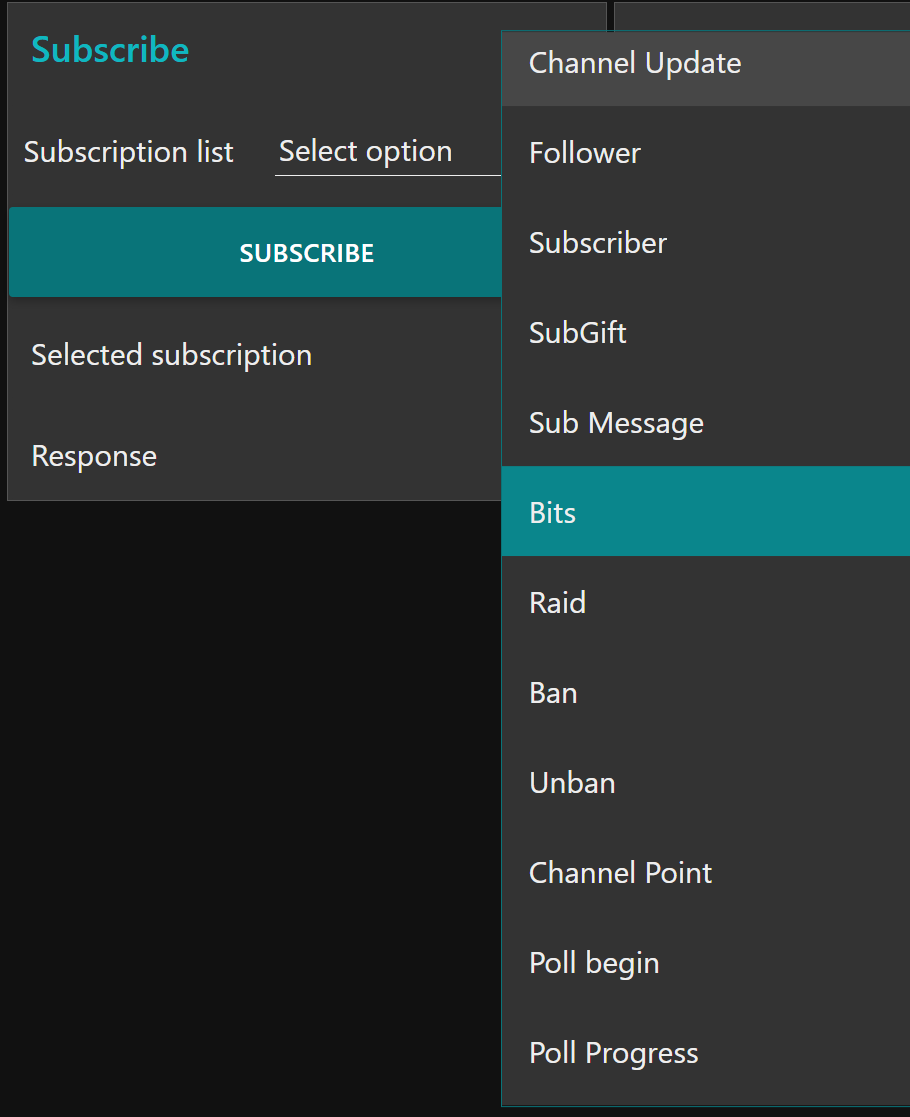 Subscribe
Subscription list
Select option
SUBSCRIBE
Selected subscription
Response
Channel Update
Follower
Subscriber
SubGift
Sub Message
Bits
Raid
Ban
Unban
Channel Point
Poll begin
Poll Progress